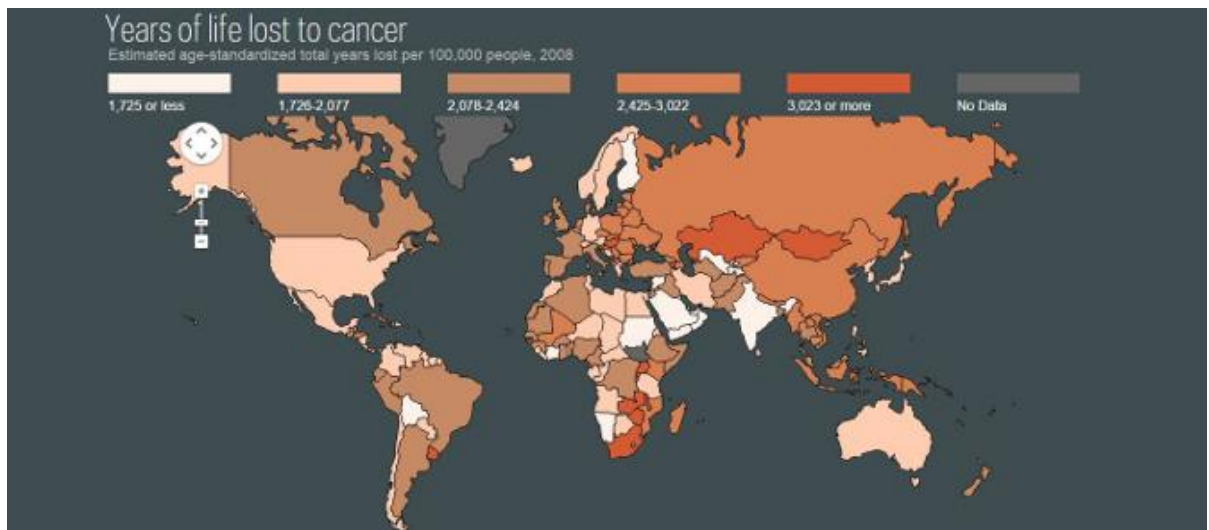 Years of life lost to cancer
Estimated age-standardized total years lost per 100,000 people, 2008
1,725 or less
1,726-2,077
2,078-2,424
2,425-3,022
3,023 or more
No Data